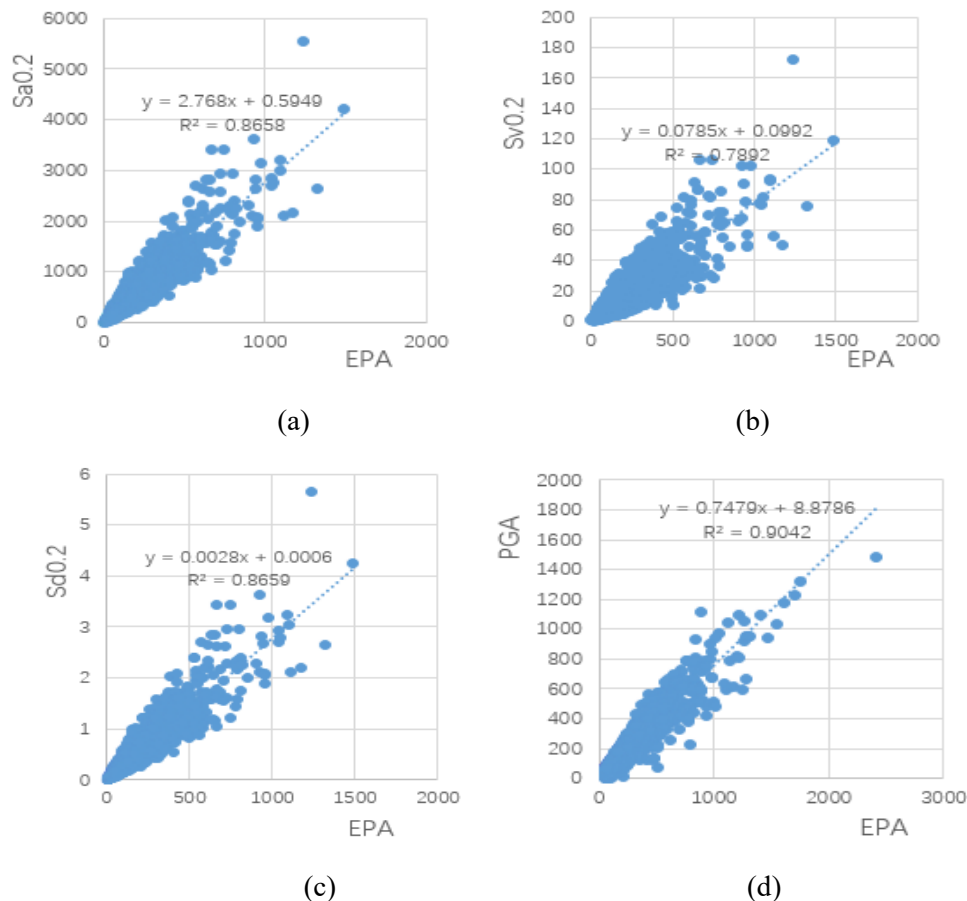 6000
5000
4000
3000
2000
1000
0
Sa0.2
y = 2.768x + 0.5949
R² = 0.8658
0 1000 2000
EPA
(a)
200
180
160
140
120
100
80
60
40
20
0
Sv0.2
y = 0.0785x + 0.0992
R² = 0.7892
0 500 1000 1500 2000
EPA
(b)
6
5
4
3
2
1
0
Sd0.2
y = 0.0028x + 0.0006
R² = 0.8659
0 500 1000 1500 2000
EPA
(c)
2000
1800
1600
1400
1200
1000
800
600
400
200
0
PGA
y = 0.7479x + 8.8786
R² = 0.9042
0 1000 2000 3000
EPA
(d)